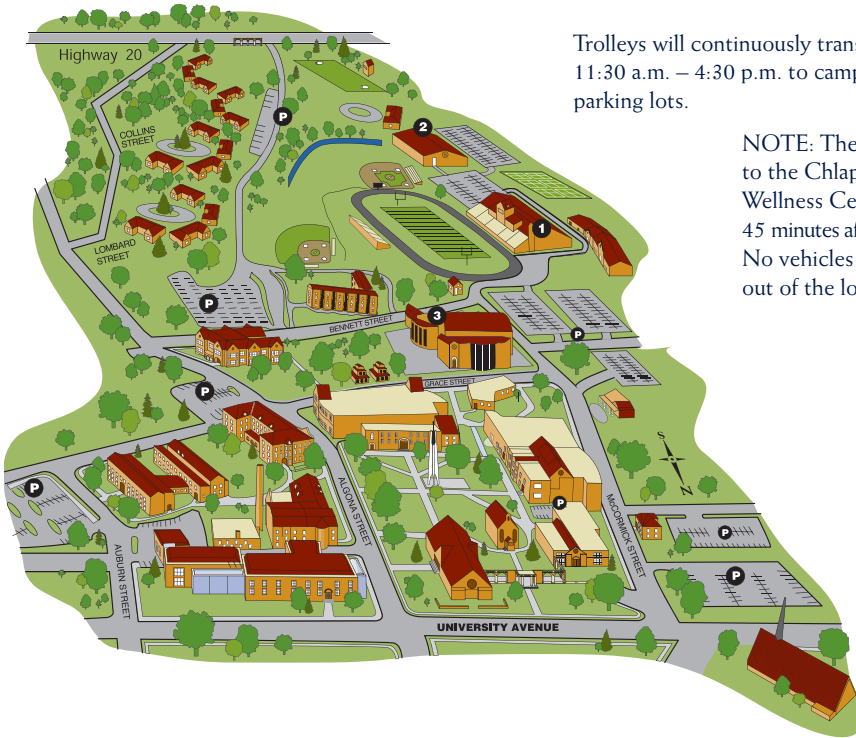 Trolleys will continuously trans
11:30 a.m. – 4:30 p.m. to camp
parking lots.
NOTE: The
to the Chlap
Wellness Ce
45 minutes af
No vehicles
out of the lo
Highway 20
P
COLLINS
STREET
2
1
LOMBARD
STREET
P
3
BENNETT STREET
P
GRACE STREET
P
S
N
P
ALGONA STREET
P
McCORMICK STREET
P
P
AUBURN STREET
UNIVERSITY AVENUE